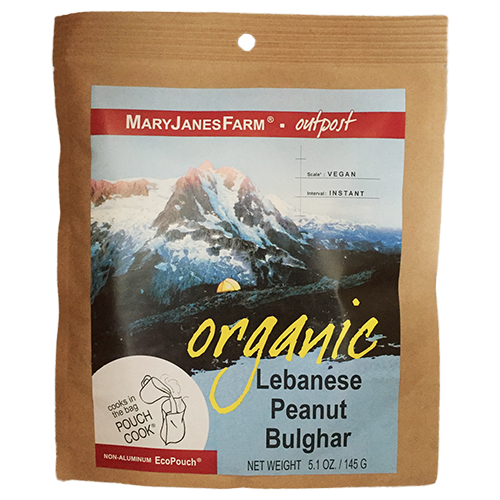 MARYJANESFARM® • outpost
Scale¹: VEGAN
Interval: INSTANT
organic
Lebanese
Peanut
Bulghar
NET WEIGHT 5.1 OZ. / 145 G
cooks in
the bag
POUCH
COOK®
NON-ALUMINUM EcoPouch®